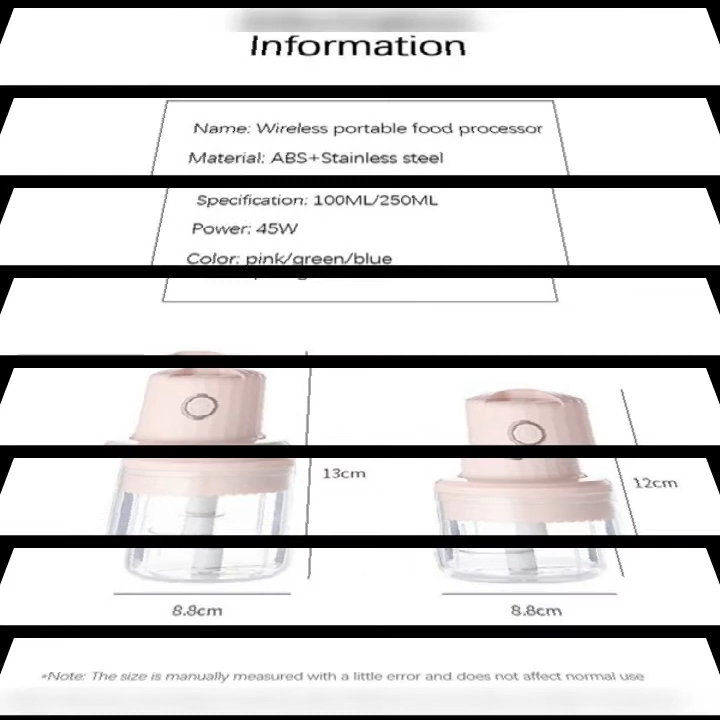 Information
Name: Wireless portable food processor
Material: ABS+Stainless steel
Specification: 100ML/250ML
Power: 45W
Color: pink/green/blue
13cm
12cm
8.8cm
8.8cm
*Note: The size is manually measured with a little error and does not affect normal use